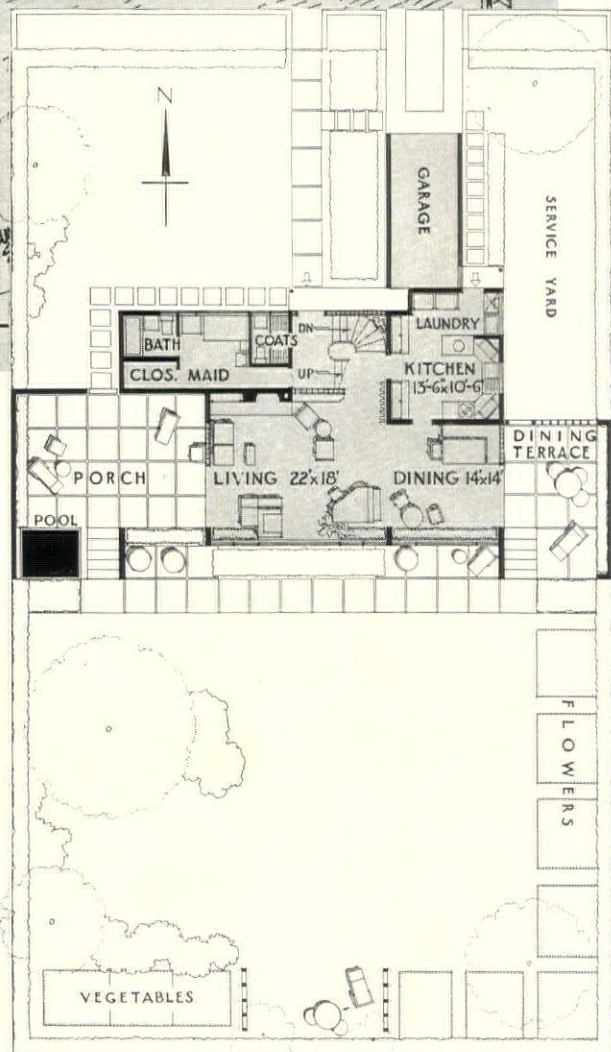 N
GARAGE
SERVICE YARD
BATH
COATS
DN
LAUNDRY
CLOS. MAID
UP
KITCHEN
13'-6"x10'-6"
PORCH
LIVING 22'x18'
DINING 14'x14'
DINING
TERRACE
POOL
FLOWERS
VEGETABLES